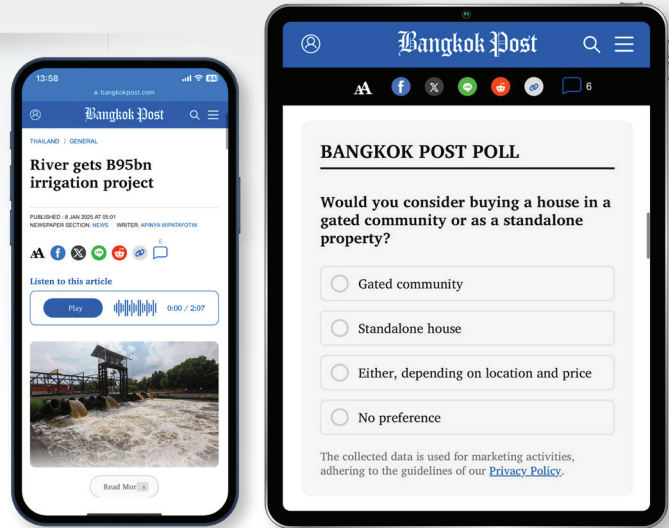 13:58
84
bangkokpost.com
Bangkok Post
THAILAND > GENERAL
River gets B95bn
irrigation project
PUBLISHED : 8 JAN 2025 AT 05:01
NEWSPAPER SECTION: NEWS WRITER: APINYA WIPATAYOTIN
AA
6
Listen to this article
Play
0:00 / 2:07
Read Mor
Bangkok Post
AA
6
BANGKOK POST POLL
Would you consider buying a house in a
gated community or as a standalone
property?
Gated community
Standalone house
Either, depending on location and price
No preference
The collected data is used for marketing activities,
adhering to the guidelines of our Privacy Policy.